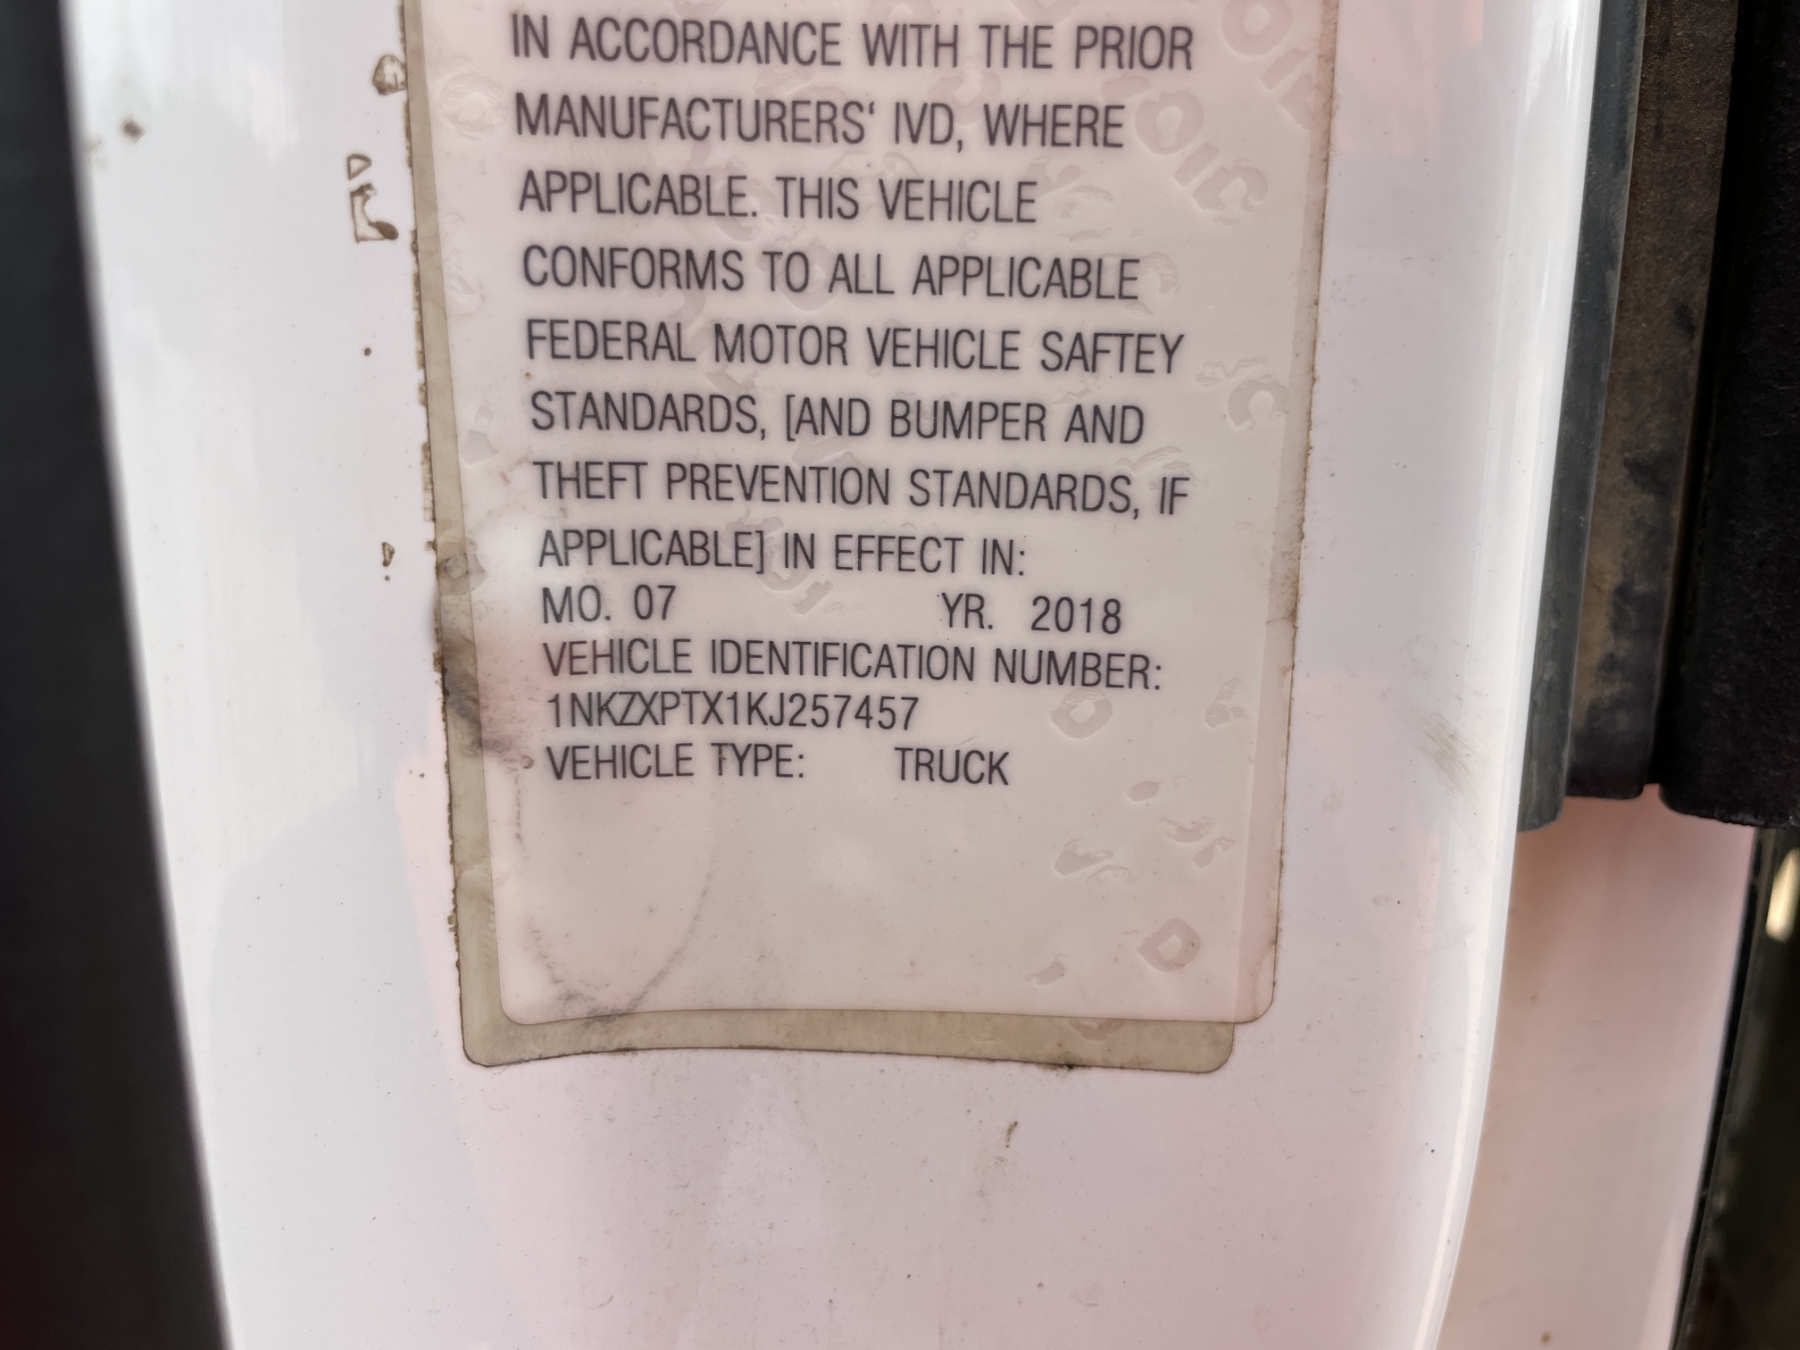 IN ACCORDANCE WITH THE PRIOR
MANUFACTURERS‘ IVD, WHERE
APPLICABLE. THIS VEHICLE
CONFORMS TO ALL APPLICABLE
FEDERAL MOTOR VEHICLE SAFTEY
STANDARDS, [AND BUMPER AND
THEFT PREVENTION STANDARDS, IF
APPLICABLE] IN EFFECT IN:
MO. 07 YR. 2018
VEHICLE IDENTIFICATION NUMBER:
1NKZXPTX1KJ257457
VEHICLE TYPE: TRUCK